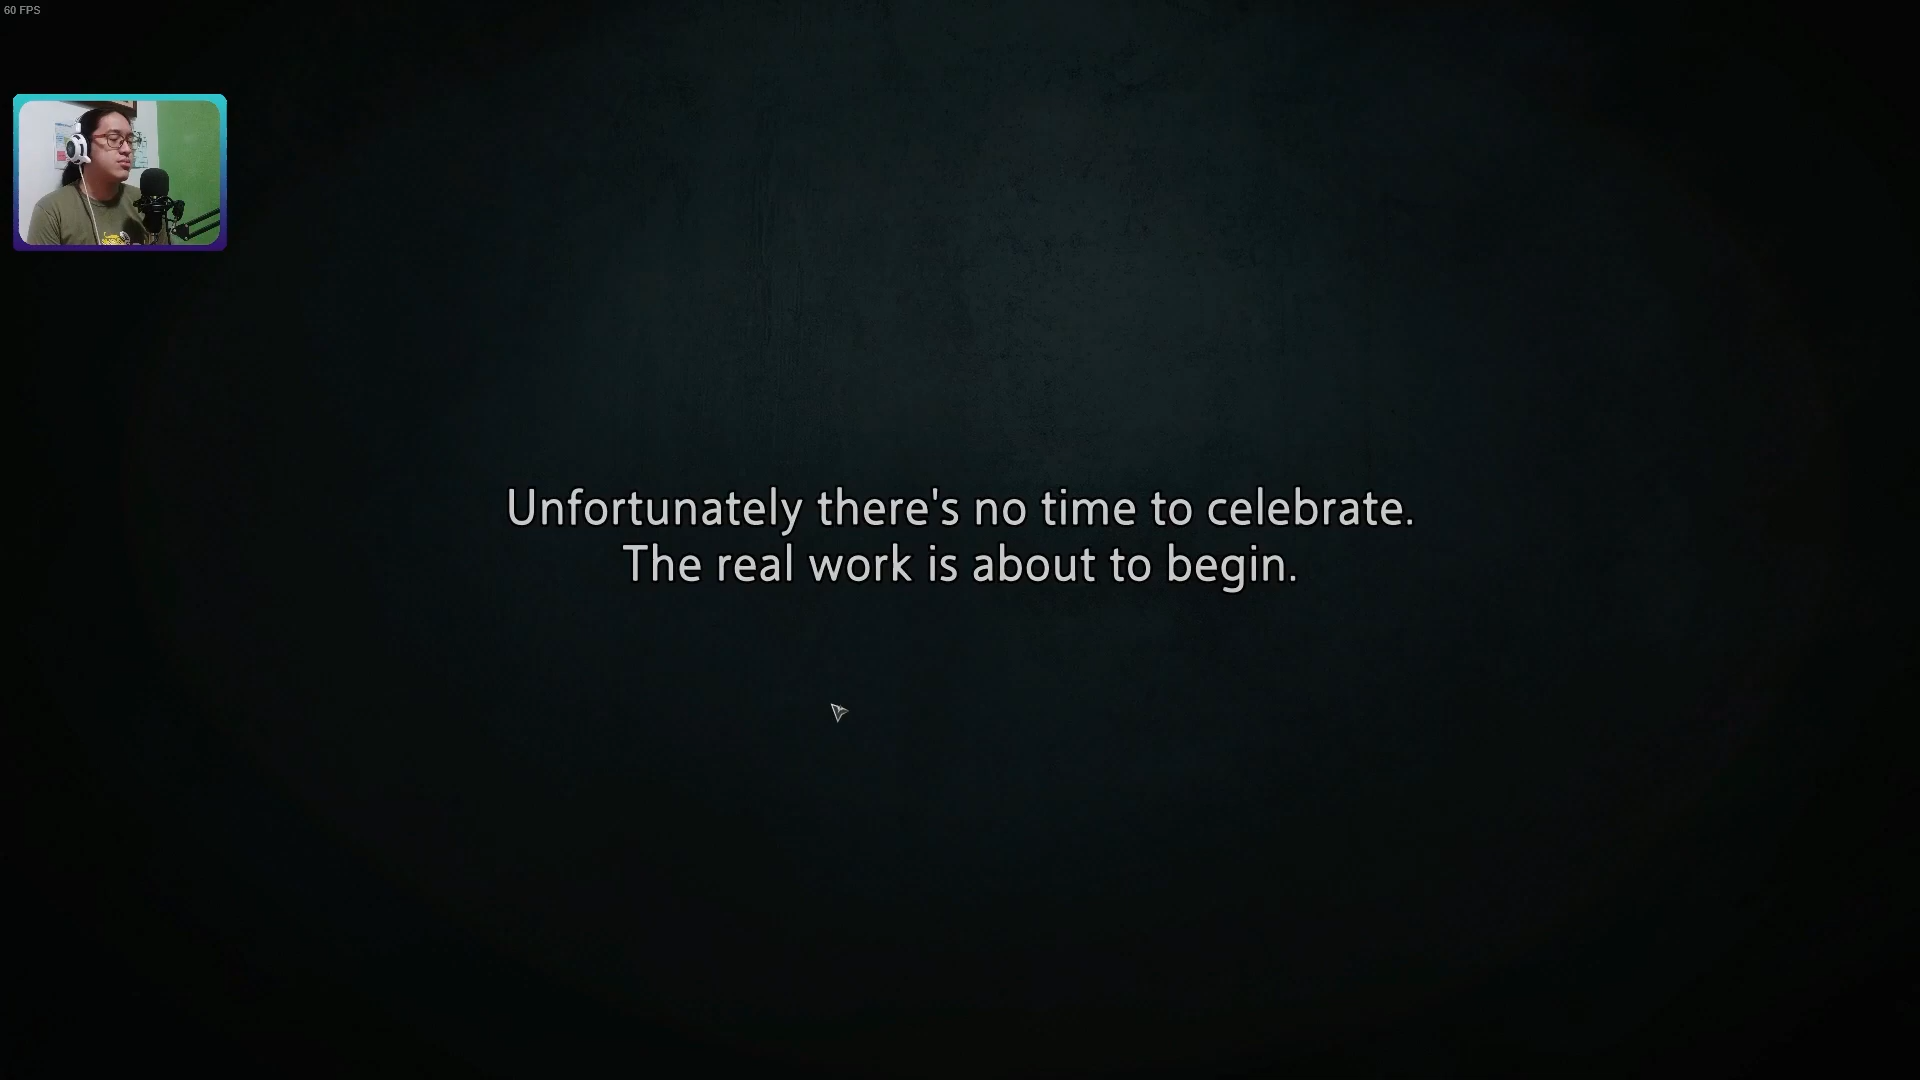 60 FPS
Unfortunately there's no time to celebrate.
The real work is about to begin.